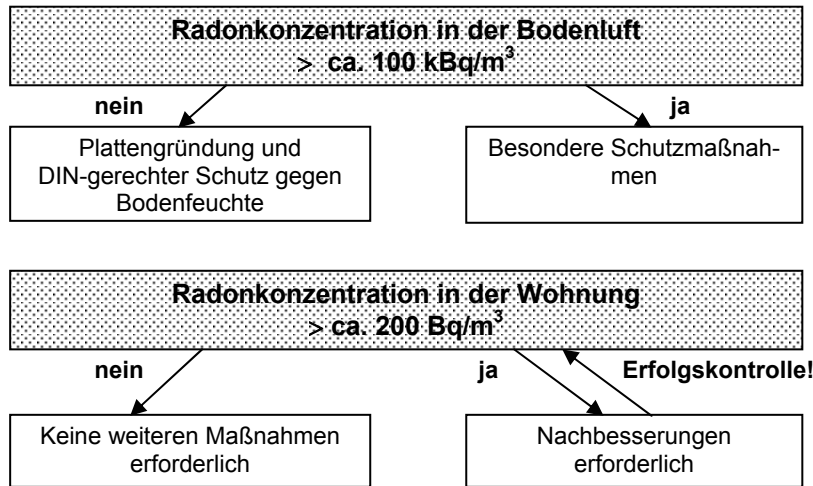 Radonkonzentration in der Bodenluft
> ca. 100 kBq/m³
nein
ja
Plattengründung und
DIN-gerechter Schutz gegen
Bodenfeuchte
Besondere Schutzmaßnah-
men
Radonkonzentration in der Wohnung
> ca. 200 Bq/m³
nein
ja
Erfolgskontrolle!
Keine weiteren Maßnahmen
erforderlich
Nachbesserungen
erforderlich